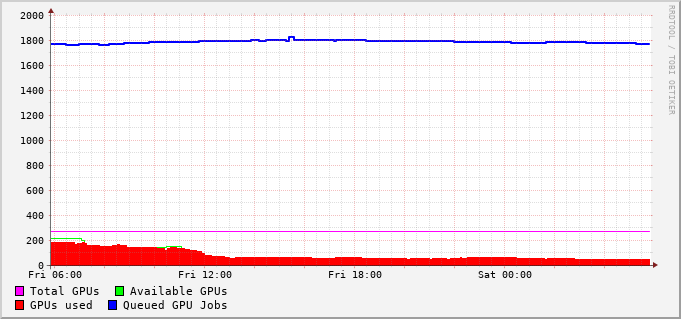 2000
1800
1600
1400
1200
1000
800
600
400
200
0
Fri 06:00 Fri 12:00 Fri 18:00 Sat 00:00
Total GPUs Available GPUs
GPUs used Queued GPU Jobs
RRDTOOL / TOBI OETIKER